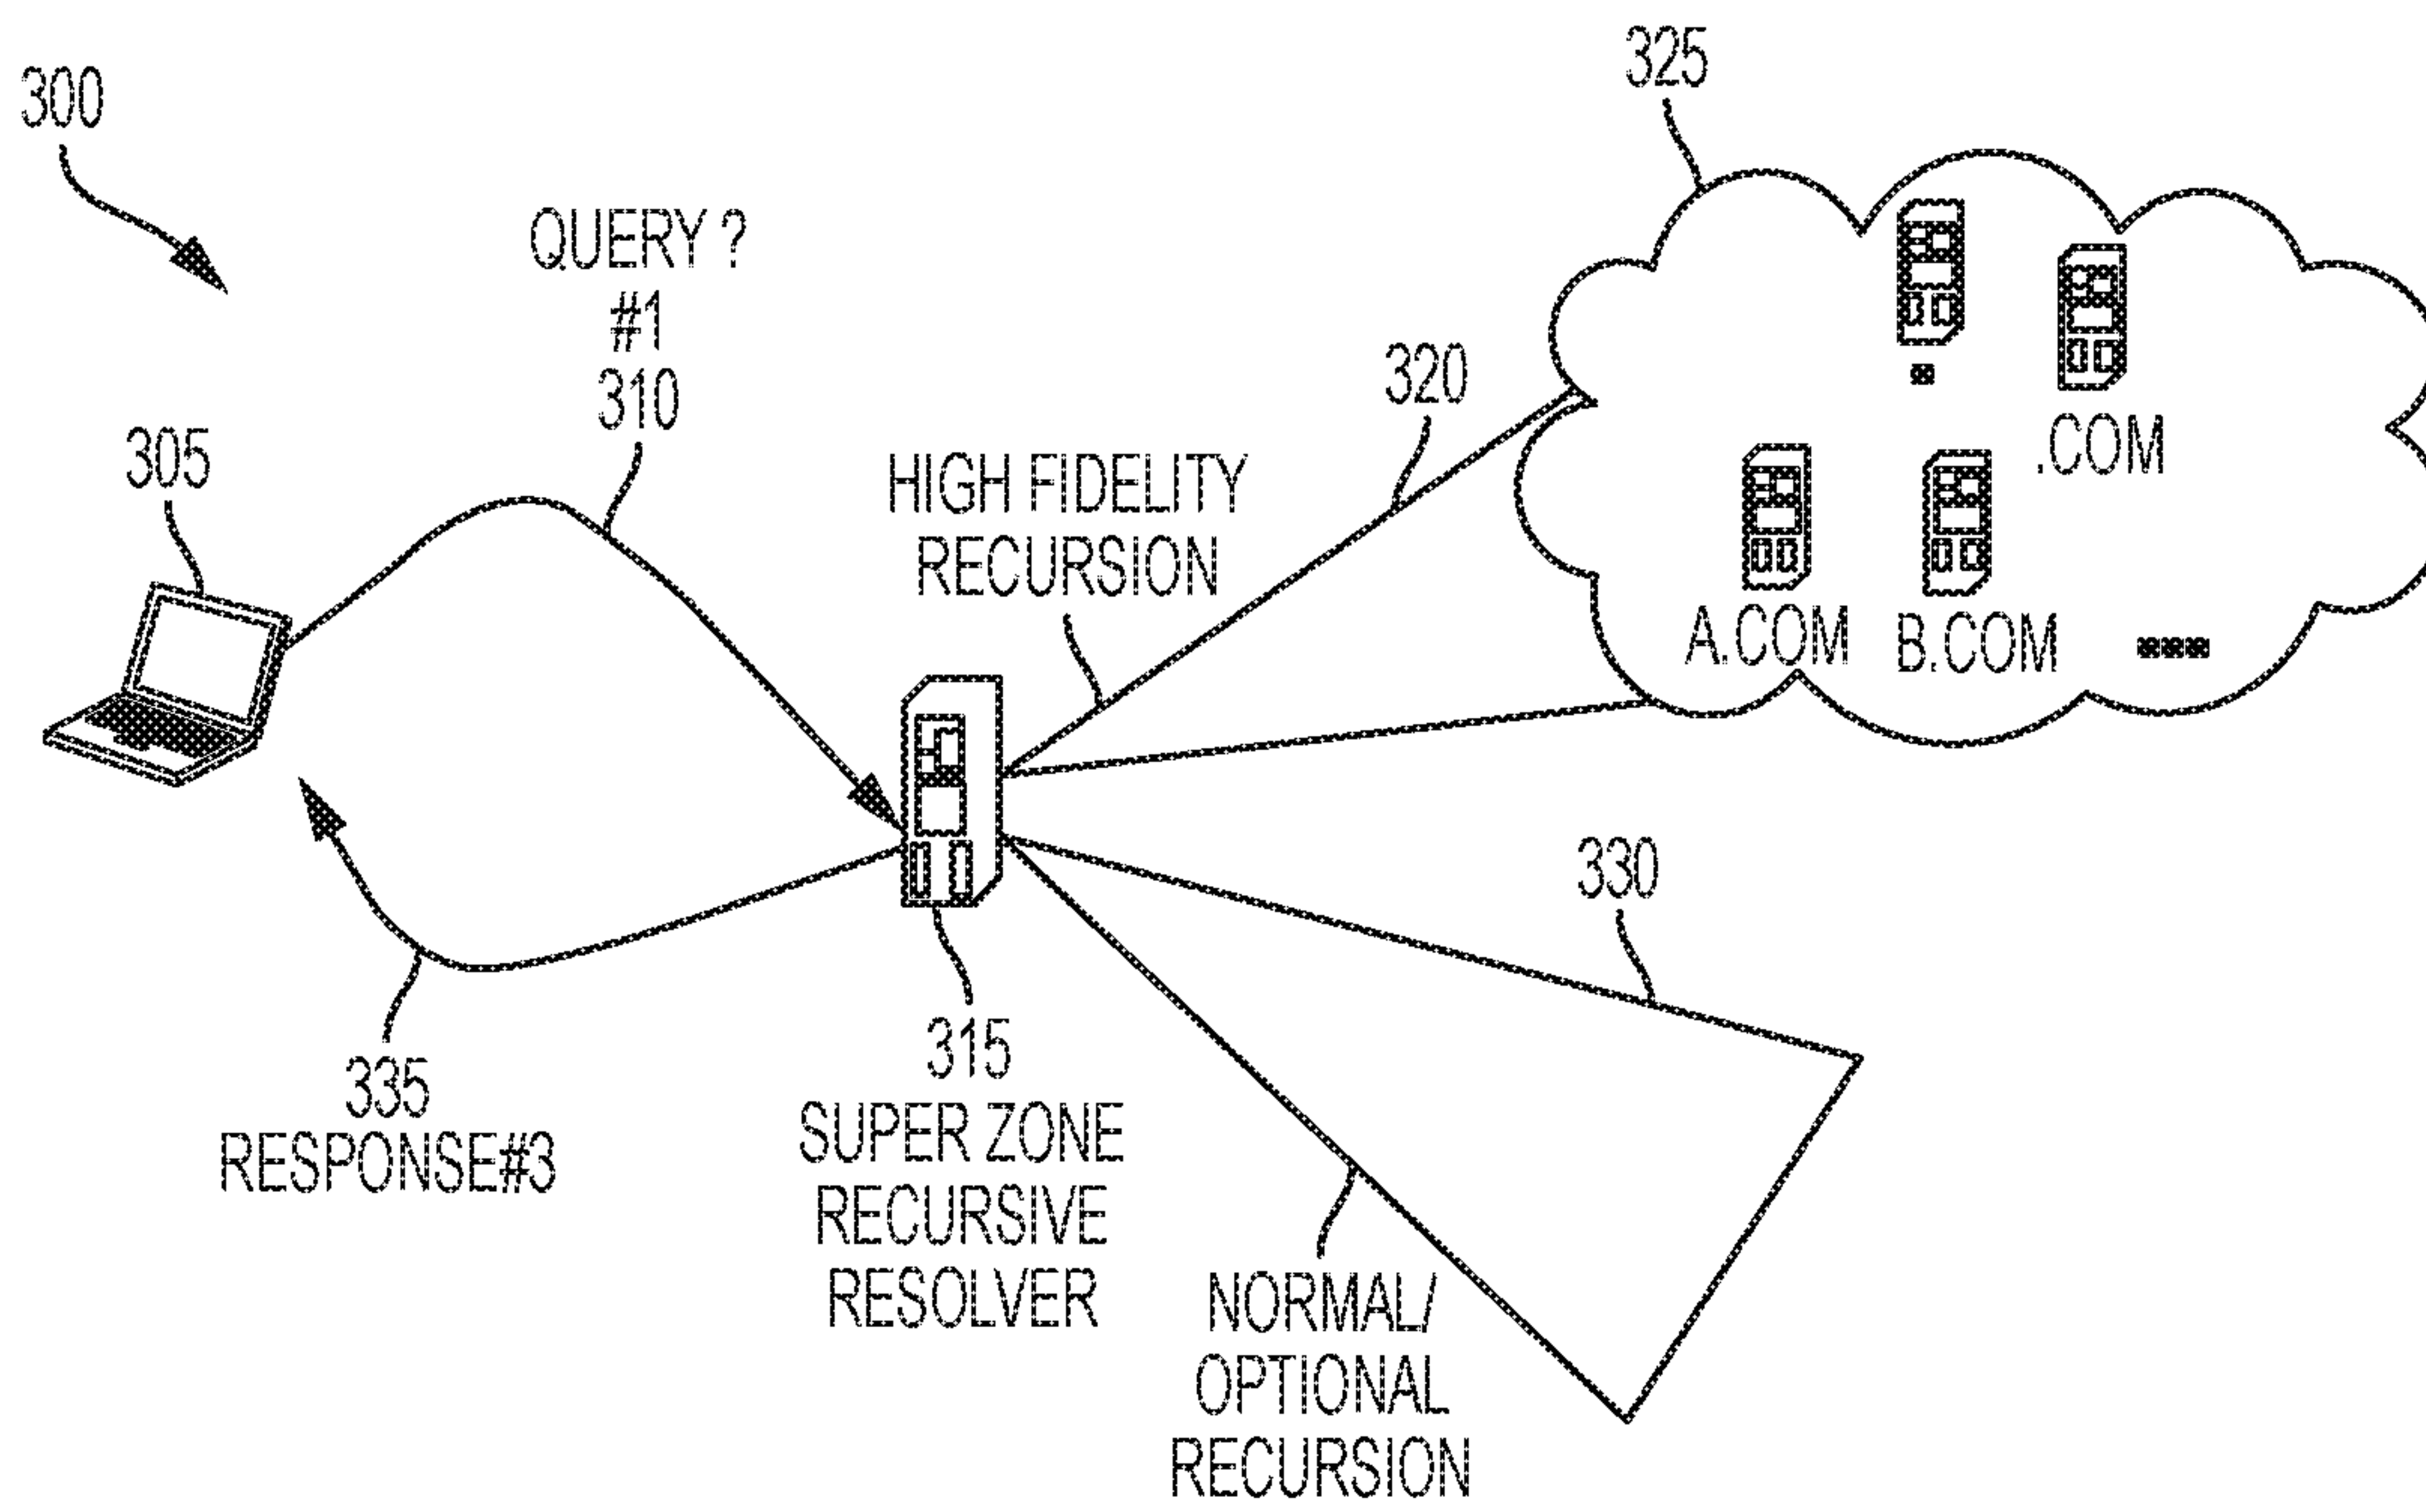 300
325
QUERY ?
#1
310
305
320
HIGH FIDELITY
RECURSION
.
.COM
A.COM
B.COM
...
330
315
SUPER ZONE
RECURSIVE
RESOLVER
335
RESPONSE#3
NORMAL/
OPTIONAL
RECURSION